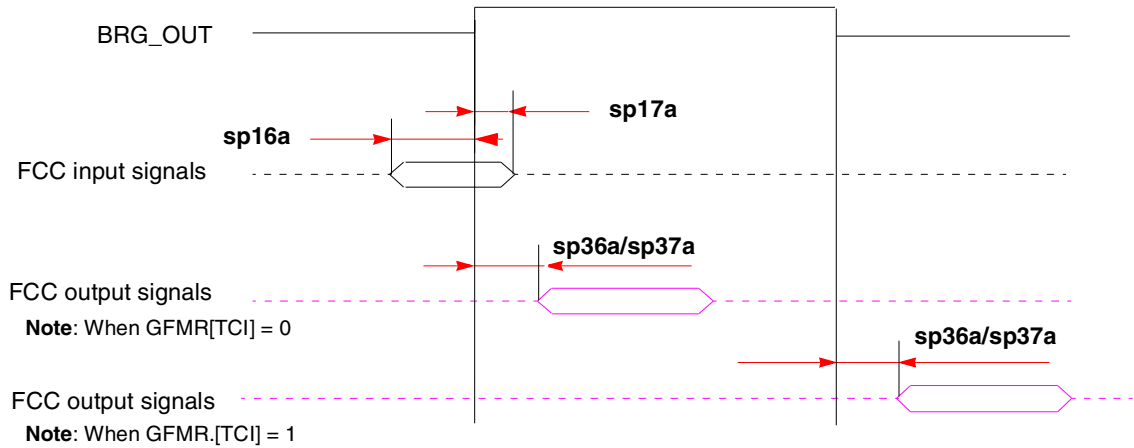 BRG_OUT
sp17a
sp16a
FCC input signals
sp36a/sp37a
FCC output signals
Note: When GFMR[TCI] = 0
sp36a/sp37a
FCC output signals
Note: When GFMR.[TCI] = 1